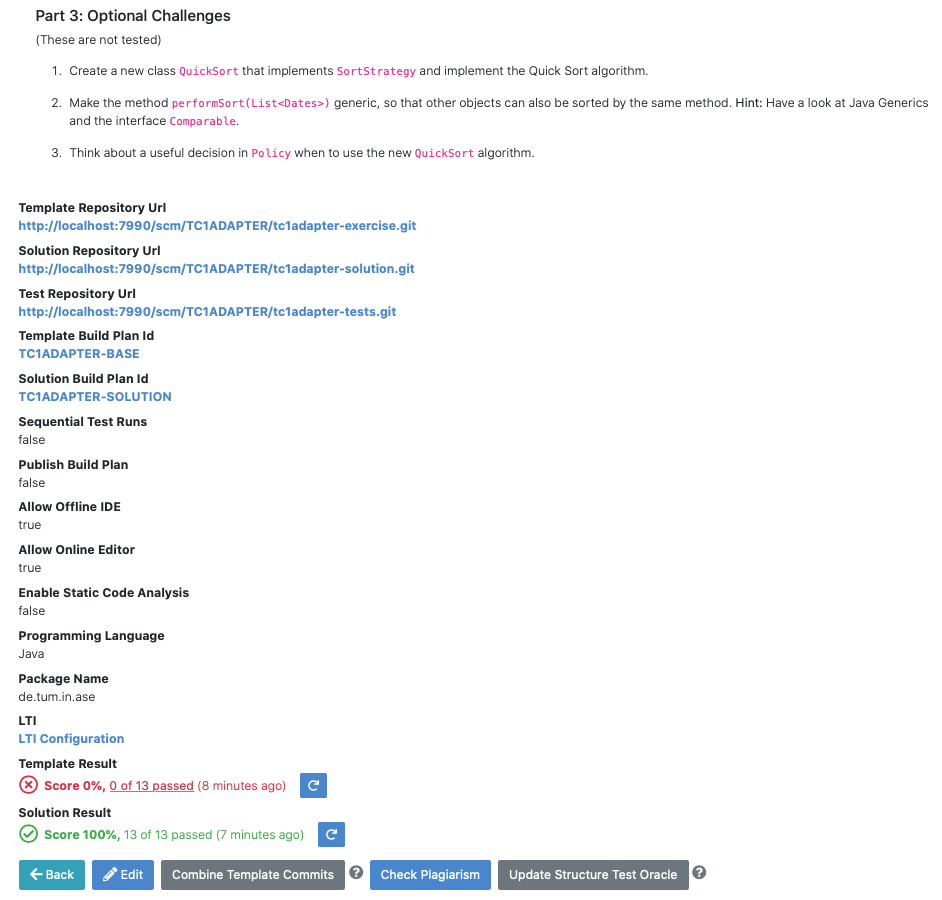 Part 3: Optional Challenges
(These are not tested)
1. Create a new class QuickSort that implements SortStrategy and implement the Quick Sort algorithm.
2. Make the method performSort(List<Dates>) generic, so that other objects can also be sorted by the same method. Hint: Have a look at Java Generics
and the interface Comparable.
3. Think about a useful decision in Policy when to use the new QuickSort algorithm.
Template Repository Url
http://localhost:7990/scm/TC1ADAPTER/tc1adapter-exercise.git
Solution Repository Url
http://localhost:7990/scm/TC1ADAPTER/tc1adapter-solution.git
Test Repository Url
http://localhost:7990/scm/TC1ADAPTER/tc1adapter-tests.git
Template Build Plan Id
TC1ADAPTER-BASE
Solution Build Plan Id
TC1ADAPTER-SOLUTION
Sequential Test Runs
false
Publish Build Plan
false
Allow Offline IDE
true
Allow Online Editor
true
Enable Static Code Analysis
false
Programming Language
Java
Package Name
de.tum.in.ase
LTI
LTI Configuration
Template Result
Score 0%, 0 of 13 passed (8 minutes ago)
Solution Result
Score 100%, 13 of 13 passed (7 minutes ago)
Back Edit Combine Template Commits ? Check Plagiarism Update Structure Test Oracle ?